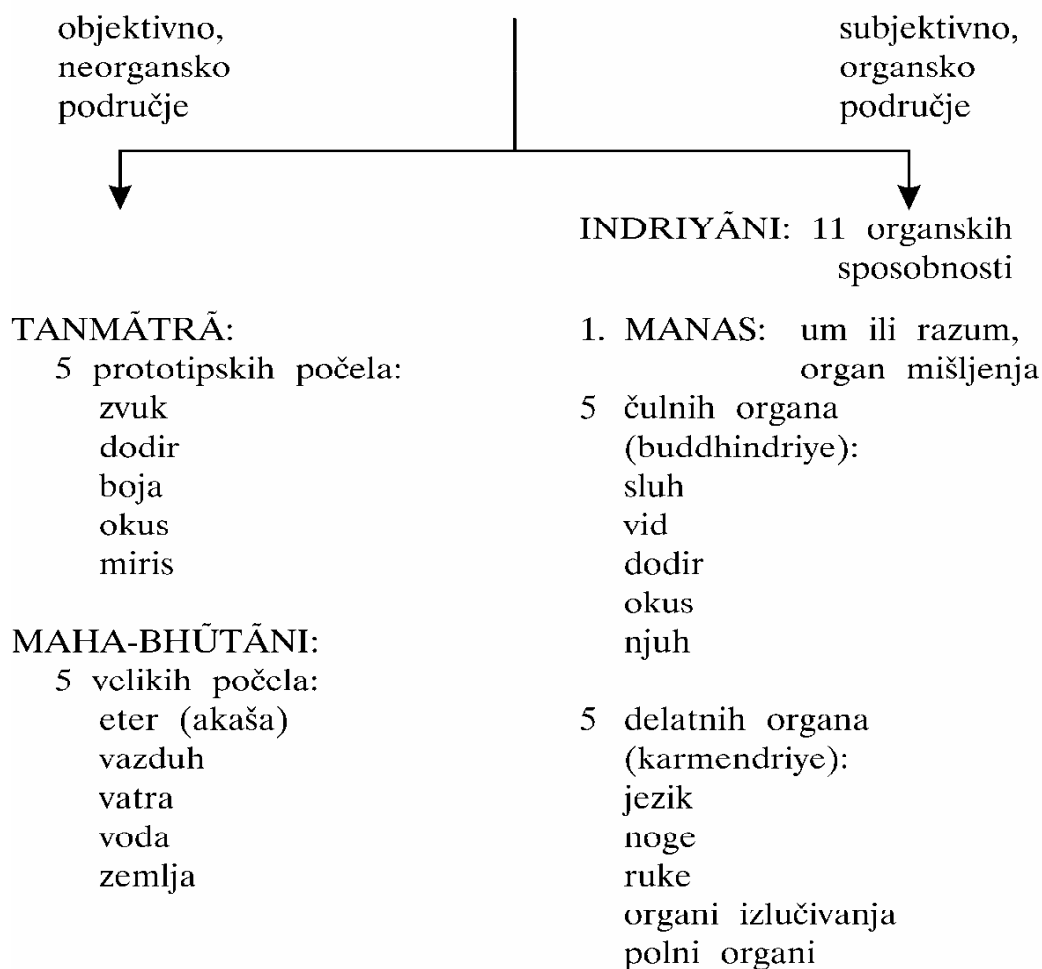 objektivno,
neorgansko
područje
subjektivno,
organsko
područje
TANMÃTRÃ:
5 prototipskih počela:
zvuk
dodir
boja
okus
miris
MAHA-BHŨTÃNI:
5 velikih počela:
eter (akaša)
vazduh
vatra
voda
zemlja
INDRIYÃNI: 11 organskih
sposobnosti
1. MANAS: um ili razum,
organ mišljenja
5 čulnih organa
(buddhindriye):
sluh
vid
dodir
okus
njuh
5 delatnih organa
(karmendriye):
jezik
noge
ruke
organi izlučivanja
polni organi